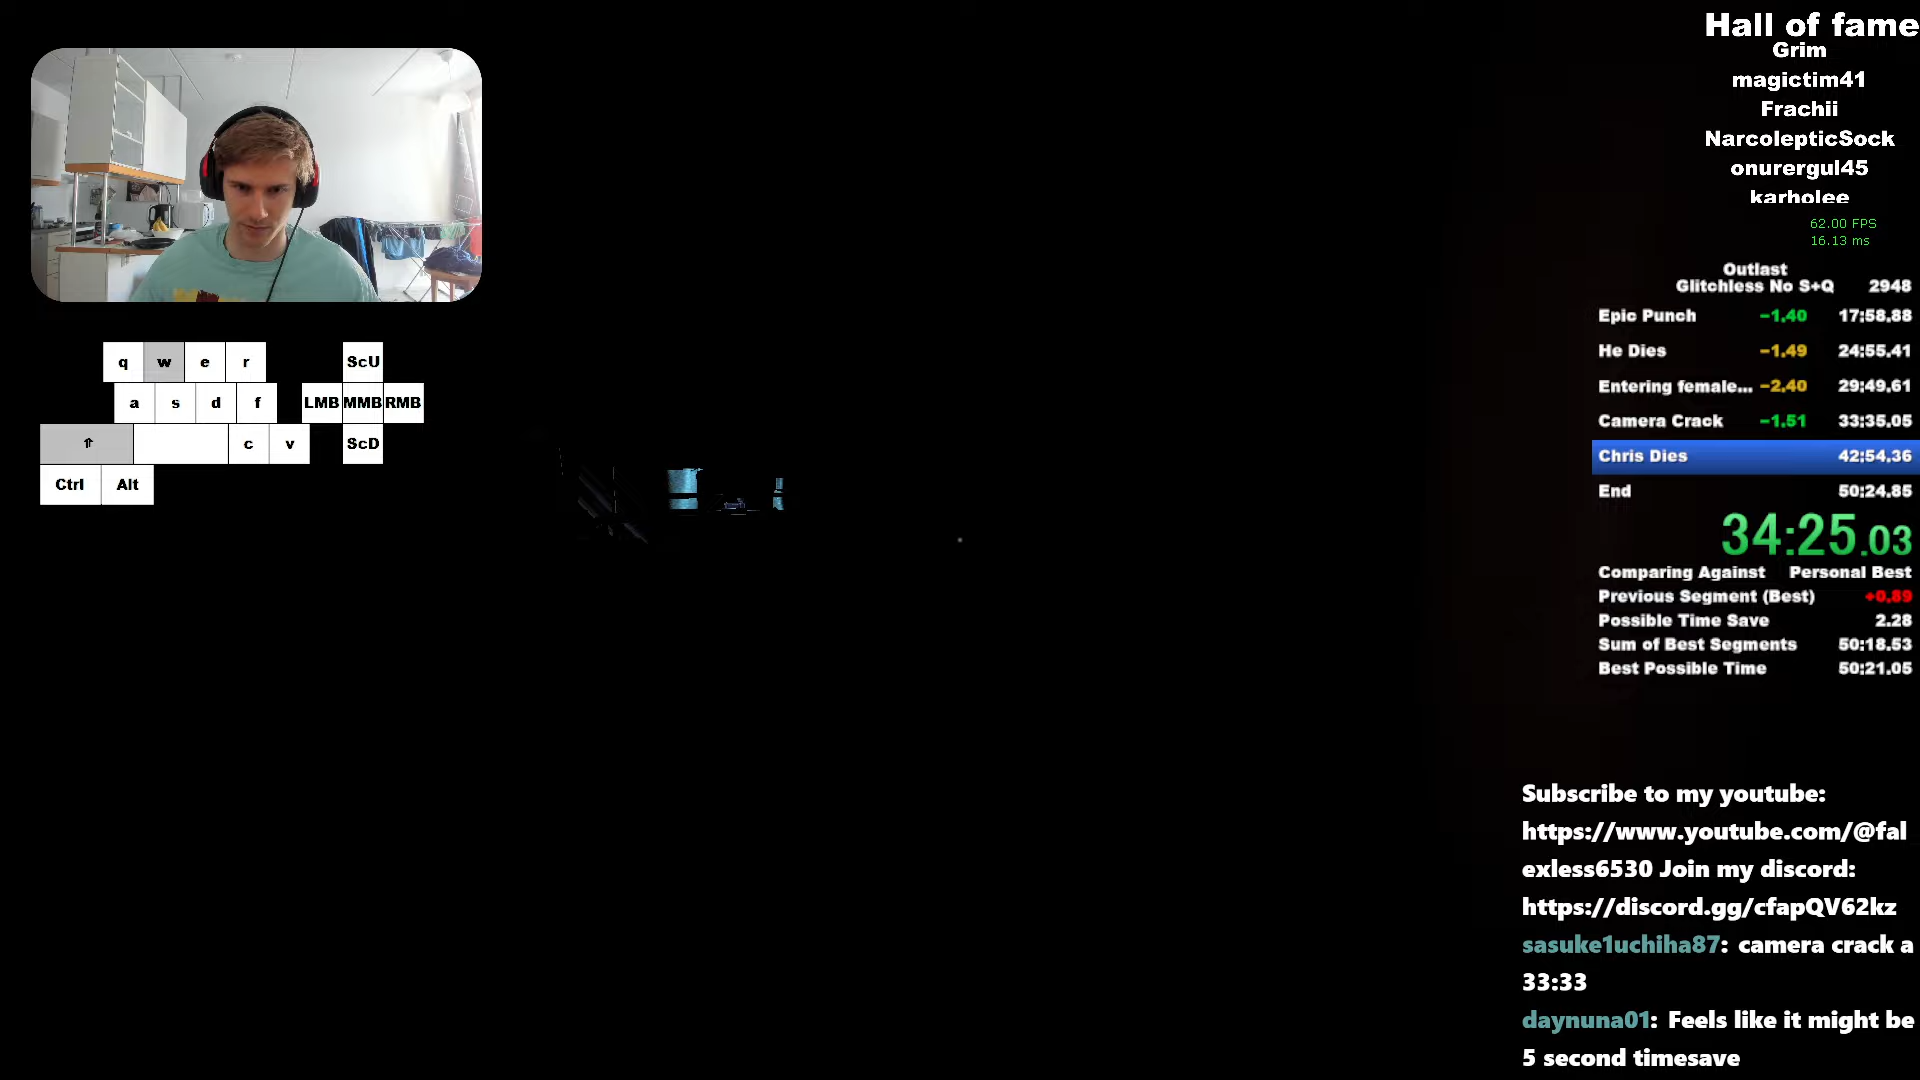 Hall of fame
Grim
magictim41
Frachii
NarcolepticSock
onurergul45
karholee
62.00 FPS
16.13 ms
Outlast
Glitchless No S+Q 2948
Epic Punch −1.40 17:58.88
He Dies −1.49 24:55.41
Entering female... −2.40 29:49.61
Camera Crack −1.51 33:35.05
Chris Dies 42:54.36
End 50:24.85
34:25.03
Comparing Against Personal Best
Previous Segment (Best) +0.89
Possible Time Save 2.28
Sum of Best Segments 50:18.53
Best Possible Time 50:21.05
q w e r ScU
a s d f LMB MMB RMB
⇑ c v ScD
Ctrl Alt
Subscribe to my youtube:
https://www.youtube.com/@fal
exless6530 Join my discord:
https://discord.gg/cfapQV62kz
sasuke1uchiha87: camera crack a
33:33
daynuna01: Feels like it might be
5 second timesave